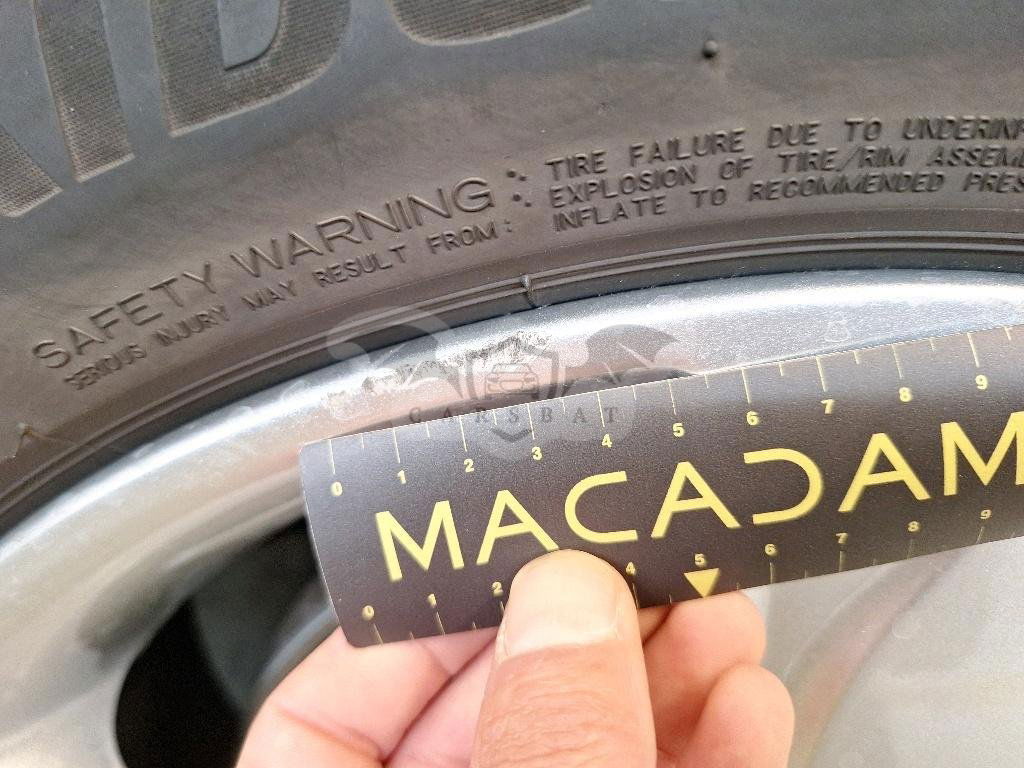 SAFETY WARNING:
SERIOUS INJURY MAY RESULT FROM:
TIRE FAILURE DUE TO
EXPLOSION OF TIRE/RIM
INFLATE TO RECOMMENDED
CARSBAT
0 1 2 3 4 5 6 7 8 9
MACADAM
0 1 2 4 5 6 7 8 9